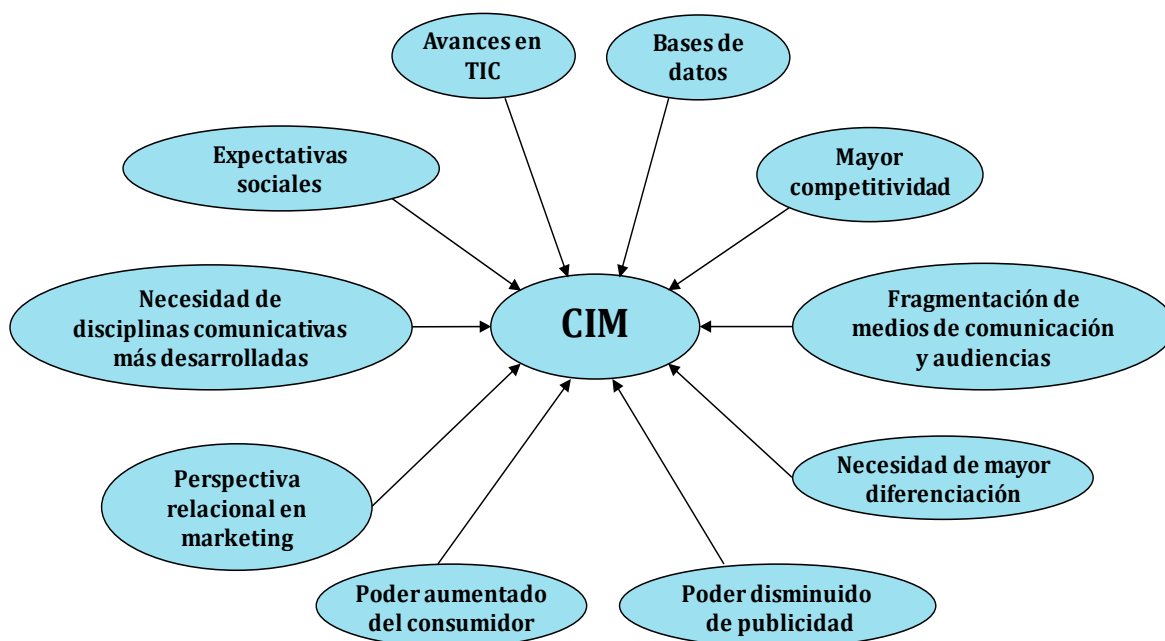 Avances en
TIC
Bases de
datos
Expectativas
sociales
Mayor
competitividad
Necesidad de
disciplinas comunicativas
más desarrolladas
CIM
Fragmentación de
medios de comunicación
y audiencias
Perspectiva
relacional en
marketing
Necesidad de mayor
diferenciación
Poder aumentado
del consumidor
Poder disminuido
de publicidad